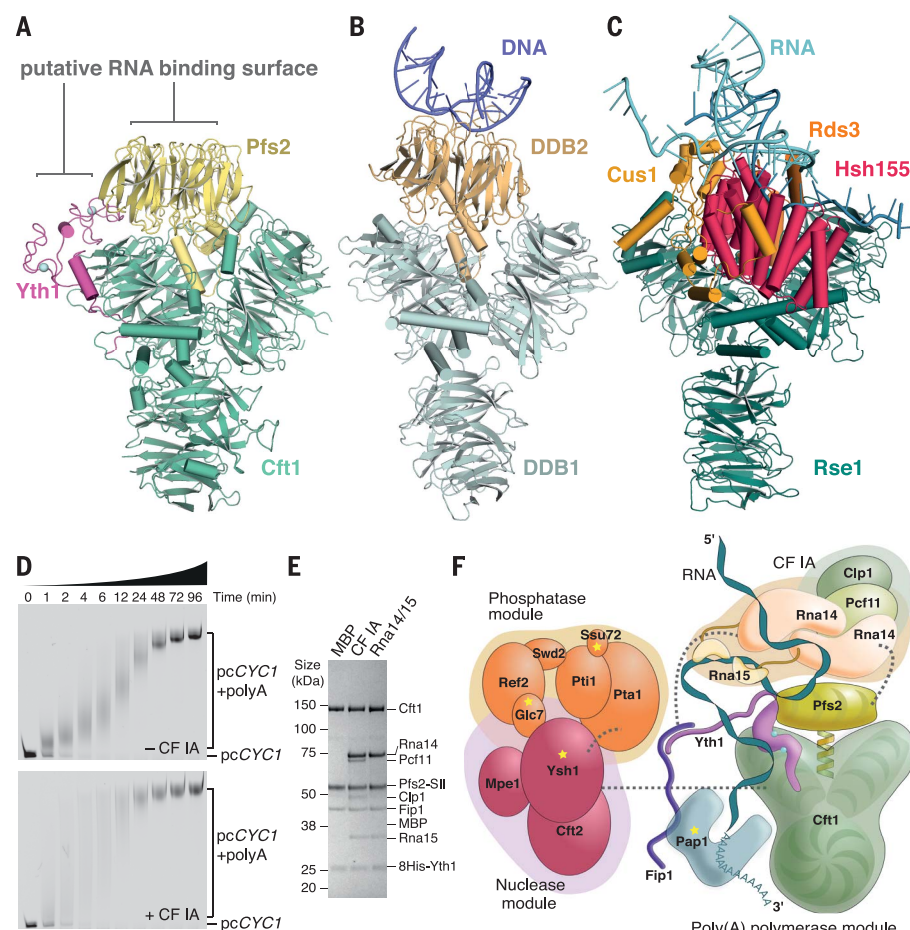 A
putative RNA binding surface
Pfs2
Yth1
Cft1
B
DNA
DDB2
DDB1
C
RNA
Rds3
Cus1
Hsh155
Rse1
D
0 1 2 4 6 12 24 48 72 96 Time (min)
pcCYC1
+polyA
– CF IA
pcCYC1
pcCYC1
+polyA
+ CF IA
pcCYC1
E
MBP
CF IA
Rna14/15
Size
(kDa)
150
100
75
50
38
25
20
Cft1
Rna14
Pcf11
Pfs2-SII
Clp1
Fip1
MBP
Rna15
8His-Yth1
F
Phosphatase
module
Ssu72
Swd2
Ref2
Pti1
Pta1
Glc7
Ysh1
Mpe1
Cft2
Nuclease
module
5'
RNA
CF IA
Clp1
Pcf11
Rna14
Rna14
Rna15
Pfs2
Yth1
Cft1
Pap1
Fip1
AAAAAAAAAA
3'
Poly(A) polymerase module